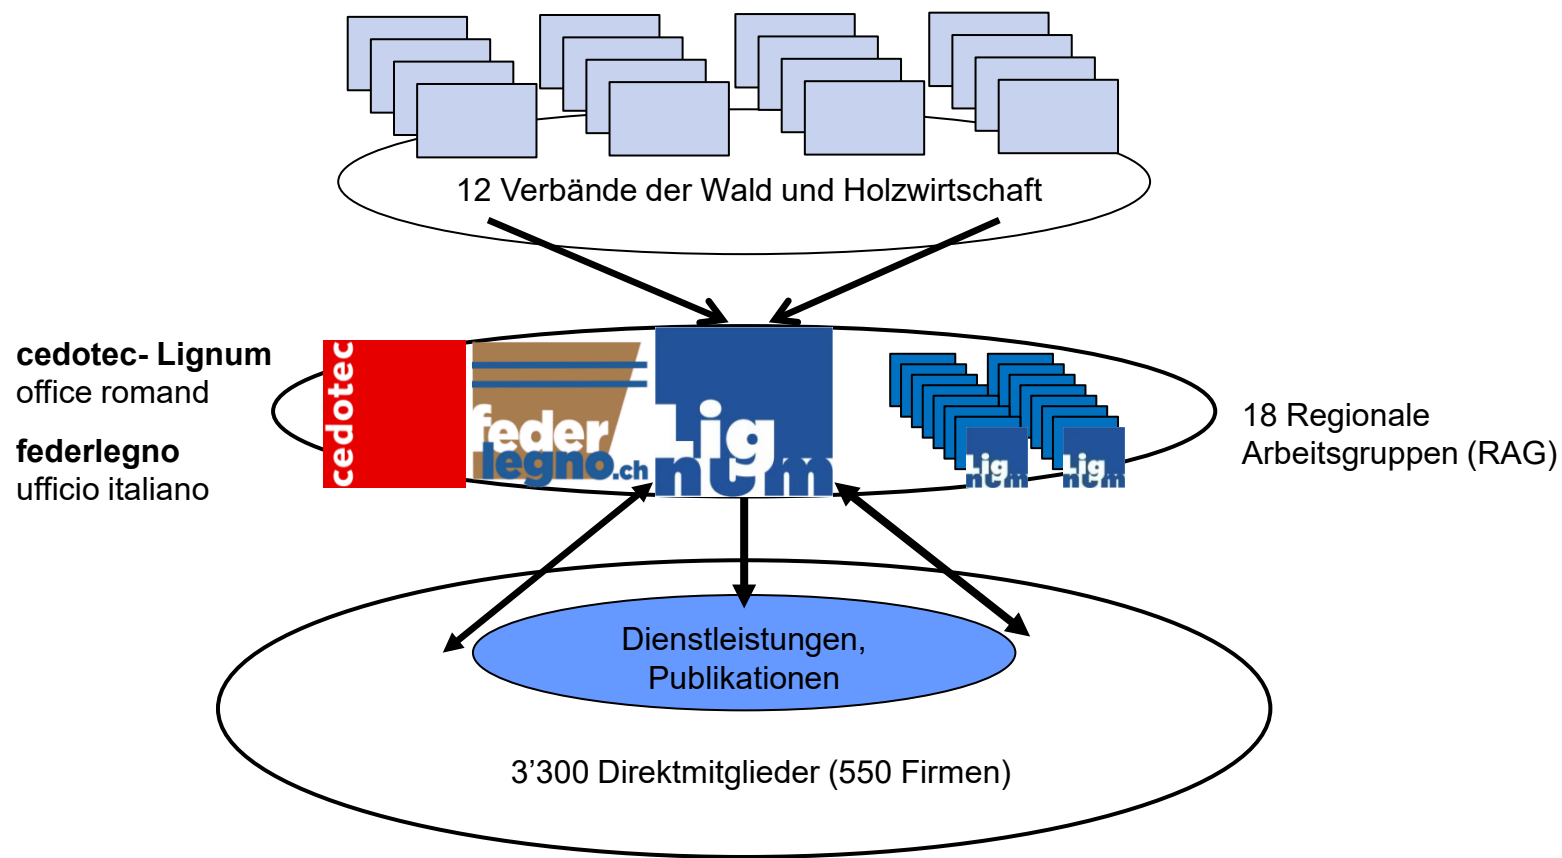 12 Verbände der Wald und Holzwirtschaft
cedotec- Lignum
office romand
federlegno
ufficio italiano
cedotec
feder
legno.ch
Lig
num
Lig
num
Lig
num
18 Regionale
Arbeitsgruppen (RAG)
Dienstleistungen,
Publikationen
3’300 Direktmitglieder (550 Firmen)